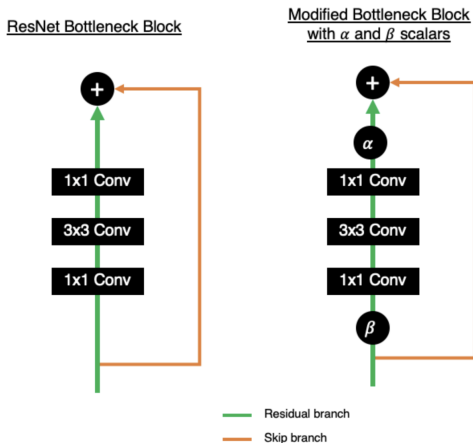 ResNet Bottleneck Block
+
1x1 Conv
3x3 Conv
1x1 Conv
Modified Bottleneck Block
with α and β scalars
+
α
1x1 Conv
3x3 Conv
1x1 Conv
β
Residual branch
Skip branch